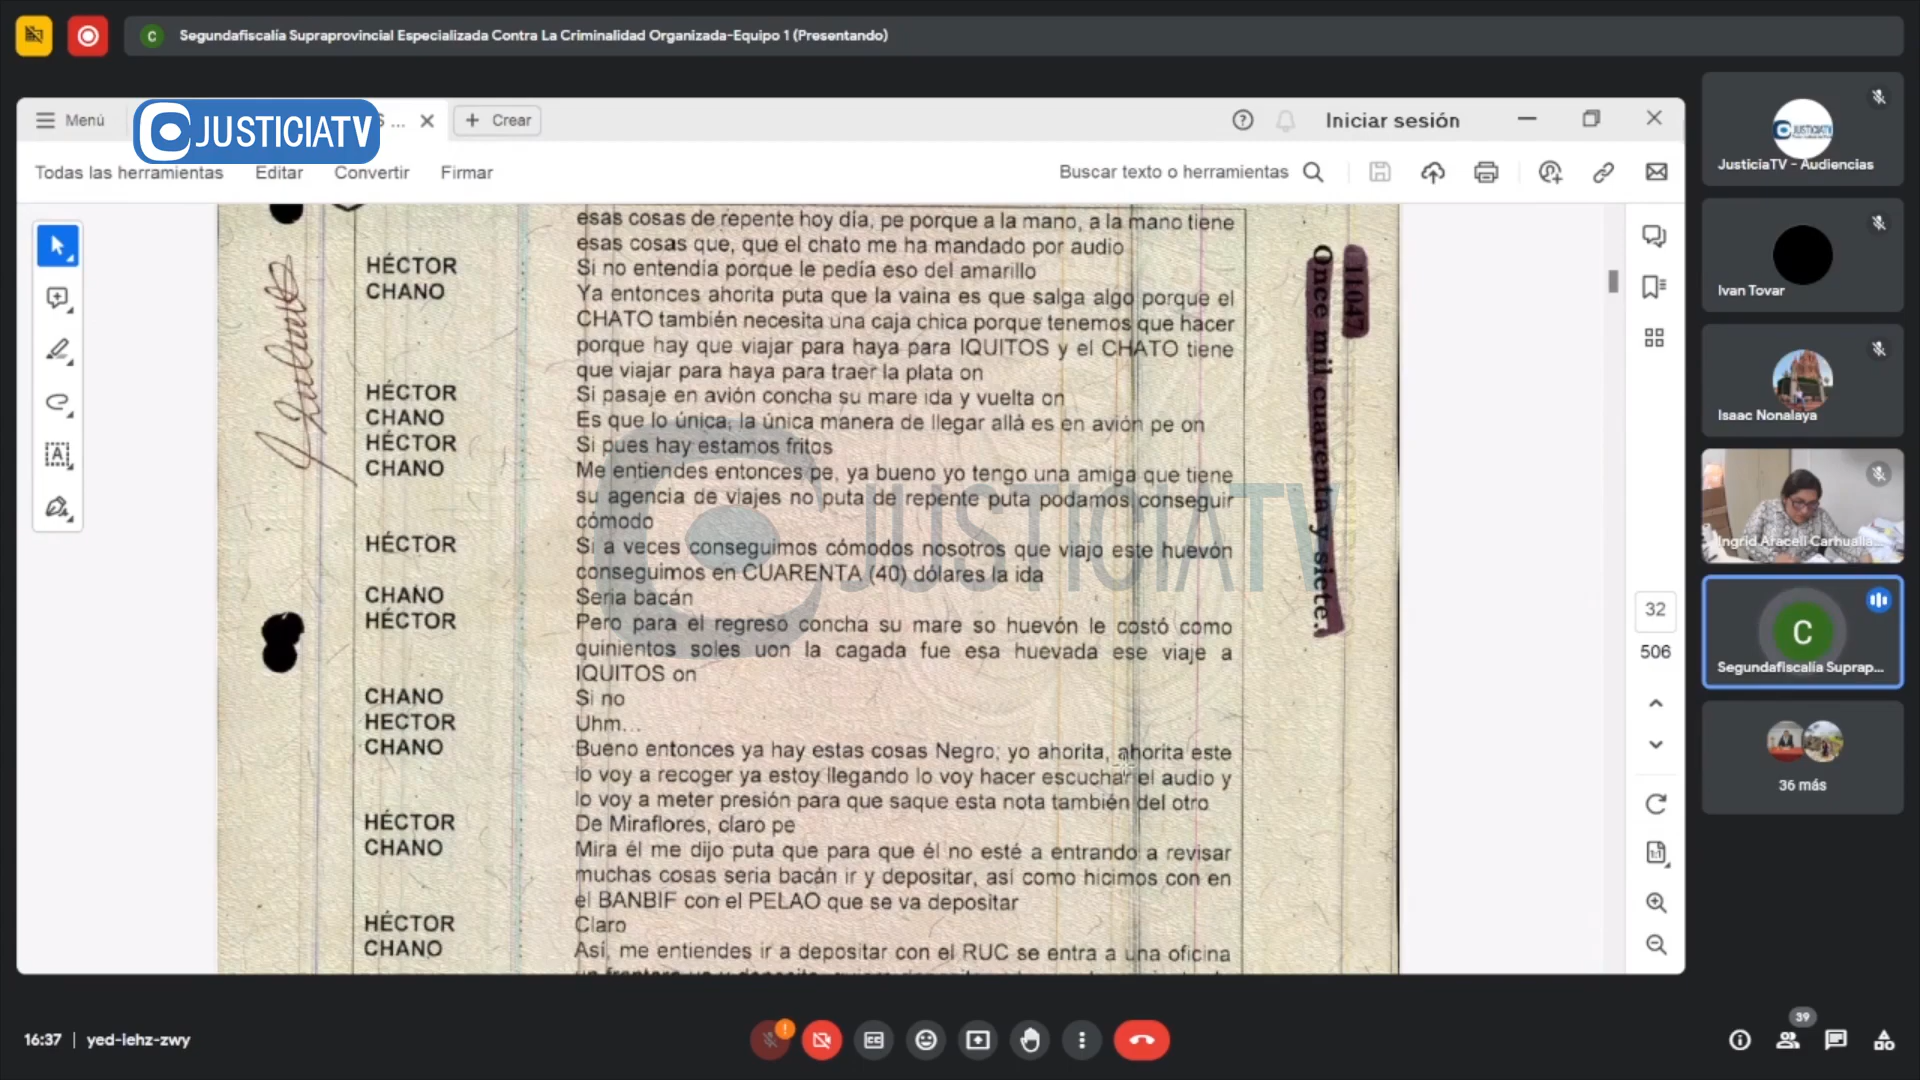 C Segundafiscalía Supraprovincial Especializada Contra La Criminalidad Organizada-Equipo 1 (Presentando)
Menú
JUSTICIATV
S ...
Crear
Iniciar sesión
Todas las herramientas
Editar
Convertir
Firmar
Buscar texto o herramientas
esas cosas de repente hoy día, pe porque a la mano, a la mano tiene
esas cosas que, que el chato me ha mandado por audio
HÉCTOR : Si no entendía porque le pedía eso del amarillo
CHANO : Ya entonces ahorita puta que la vaina es que salga algo porque el
CHATO también necesita una caja chica porque tenemos que hacer
porque hay que viajar para haya para IQUITOS y el CHATO tiene
que viajar para haya para traer la plata on
HÉCTOR : Si pasaje en avión concha su mare ida y vuelta on
CHANO : Es que lo única, la única manera de llegar allá es en avión pe on
HÉCTOR : Si pues hay estamos fritos
CHANO : Me entiendes entonces pe, ya bueno yo tengo una amiga que tiene
su agencia de viajes no puta de repente puta podamos conseguir
cómodo
HÉCTOR : Si a veces conseguimos cómodos nosotros que viajo este huevón
conseguimos en CUARENTA (40) dólares la ida
CHANO : Seria bacán
HÉCTOR : Pero para el regreso concha su mare so huevón le costó como
quinientos soles uon la cagada fue esa huevada ese viaje a
IQUITOS on
CHANO : Si no
HÉCTOR : Uhm...
CHANO : Bueno entonces ya hay estas cosas Negro; yo ahorita, ahorita este
lo voy a recoger ya estoy llegando lo voy hacer escuchar el audio y
lo voy a meter presión para que saque esta nota también del otro
HÉCTOR : De Miraflores, claro pe
CHANO : Mira él me dijo puta que para que él no esté a entrando a revisar
muchas cosas seria bacán ir y depositar, así como hicimos con en
el BANBIF con el PELAO que se va depositar
HÉCTOR : Claro
CHANO : Así, me entiendes ir a depositar con el RUC se entra a una oficina
11047
Once mil cuarenta y siete.
JUSTICIATV
32
506
JUSTICIATV
JusticiaTV - Audiencias
Ivan Tovar
Isaac Nonalaya
Ingrid Araceli Carhualla...
C
Segundafiscalía Suprap...
36 más
16:37 | yed-iehz-zwy
39